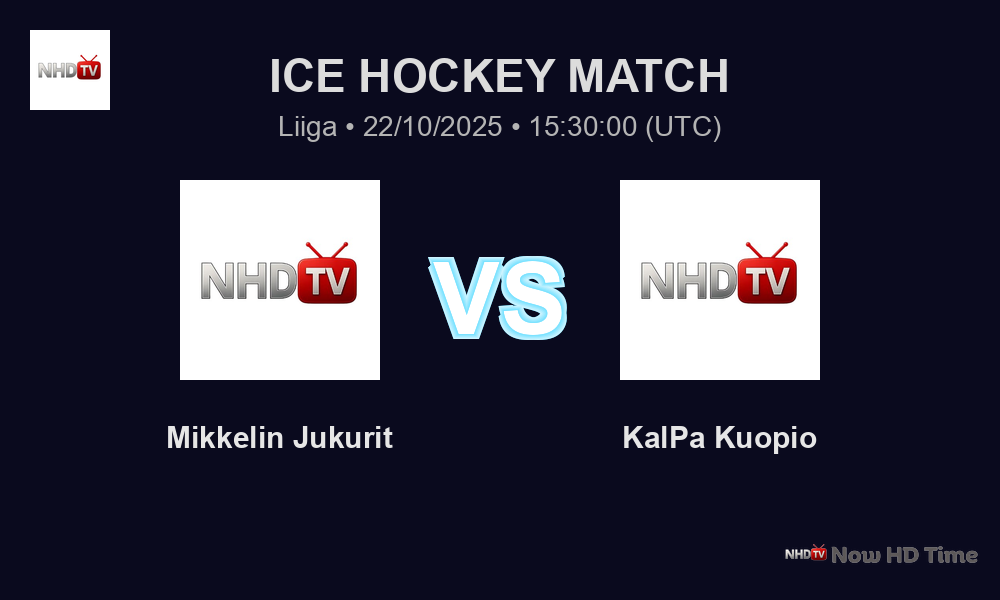 NHDTV
ICE HOCKEY MATCH
Liiga • 22/10/2025 • 15:30:00 (UTC)
NHDTV
VS
NHDTV
Mikkelin Jukurit
KalPa Kuopio
NHDTV Now HD Time